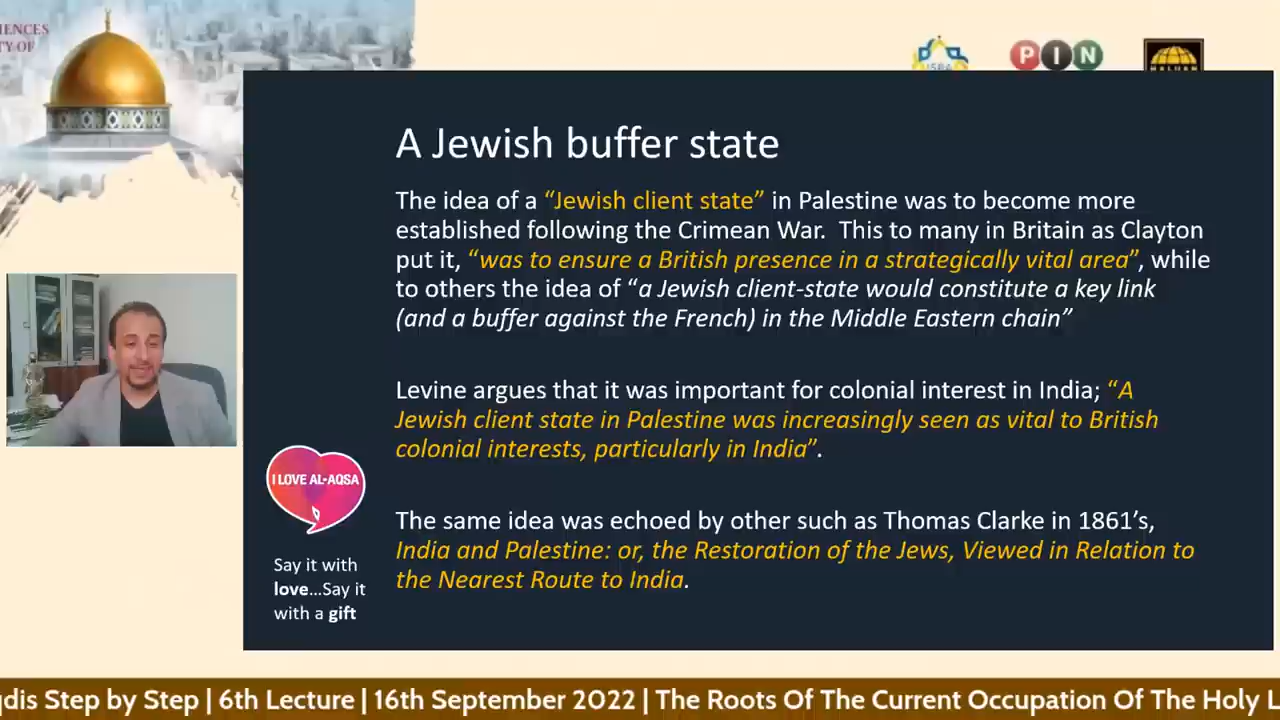 IENCES
TY OF
ISRA
PIN
A Jewish buffer state
The idea of a “Jewish client state” in Palestine was to become more
established following the Crimean War.  This to many in Britain as Clayton
put it, “was to ensure a British presence in a strategically vital area”, while
to others the idea of “a Jewish client-state would constitute a key link
(and a buffer against the French) in the Middle Eastern chain”
Levine argues that it was important for colonial interest in India; “A
Jewish client state in Palestine was increasingly seen as vital to British
colonial interests, particularly in India”.
The same idea was echoed by other such as Thomas Clarke in 1861’s,
India and Palestine: or, the Restoration of the Jews, Viewed in Relation to
the Nearest Route to India.
I LOVE AL-AQSA
Say it with
love...Say it
with a gift
qdis Step by Step | 6th Lecture | 16th September 2022 | The Roots Of The Current Occupation Of The Holy L